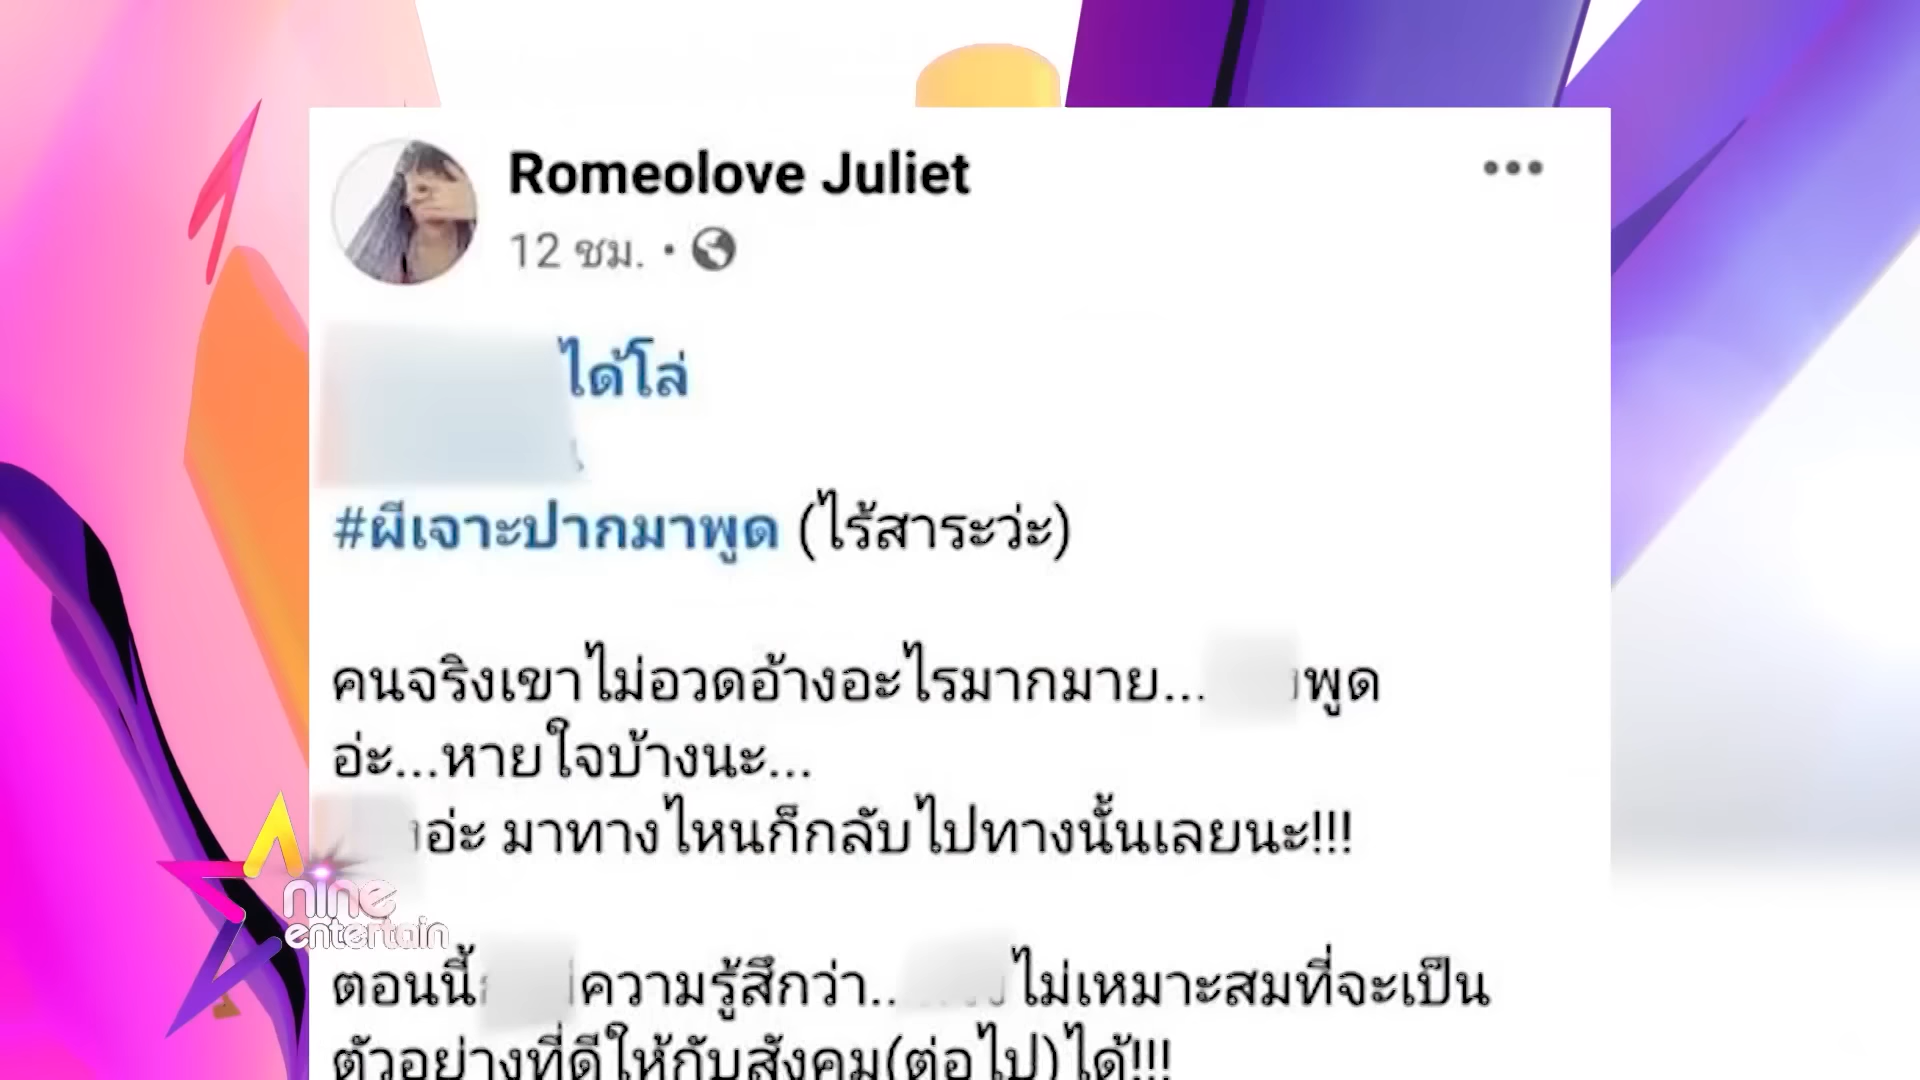 Romeolove Juliet
12 ชม.
ได้โล่
#ผีเจาะปากมาพูด (ไร้สาระว่ะ)
คนจริงเขาไม่อวดอ้างอะไรมากมาย... พูด
อ่ะ...หายใจบ้างนะ...
อ่ะ มาทางไหนก็กลับไปทางนั้นเลยนะ!!!
ตอนนี้ ความรู้สึกว่า.. ไม่เหมาะสมที่จะเป็น
ตัวอย่างที่ดีให้กับสังคม(ต่อไป)ได้!!!
nine
entertain